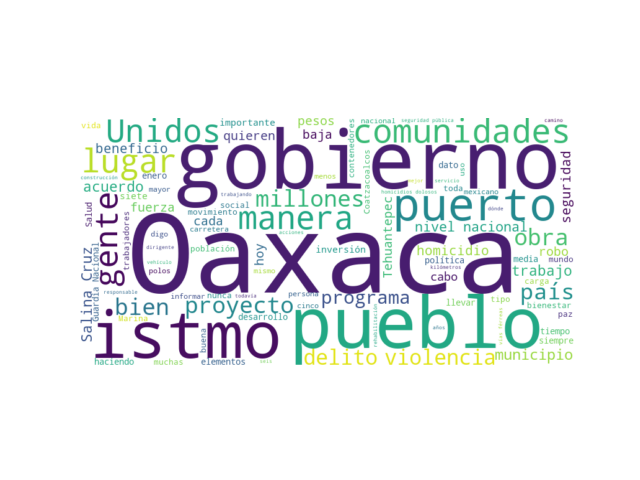 vida
importante
pesos
contenedores
nacional
seguridad pública
camino
Unidos
quieren
baja
comunidades
beneficio
gobierno
lugar
construcción
acuerdo
enero
menos
Coatzacoalcos
dato
uso
seguridad
siete
mayor
trabajando
homicidios dolosos
mejor
servicio
toda
mexicano
gente
fuerza
social
millones
puerto
Salud
trabajadores
movimiento
cada
carretera
manera
dónde
nivel nacional
obra
digo
acciones
Oaxaca
Tehuantepec
homicidio
robo
Salina Cruz
Guardia Nacional
dirigente
población
hoy
inversión
política
media
mundo
vehículo
polos
mismo
kilómetros
cabo
trabajo
responsable
informar
nunca
todavía
persona
programa
llevar
carga
país
tipo
bienestar
bien
proyecto
cinco
Marina
desarrollo
rehabilitación
años
paz
istmo
buena
pueblo
tiempo
siempre
haciendo
muchas
elementos
delito
violencia
municipio